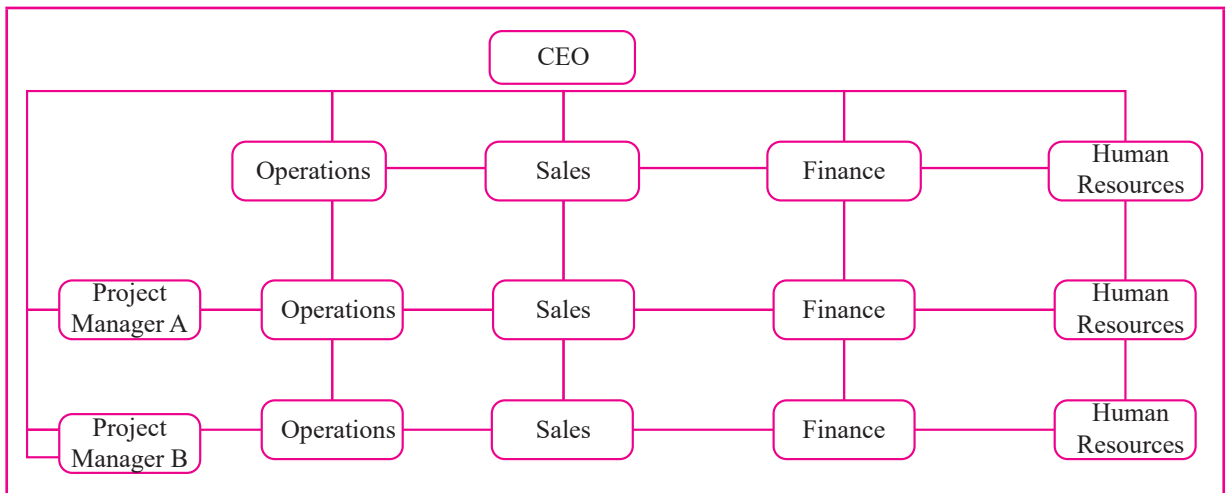 CEO
Operations
Sales
Finance
Human
Resources
Project
Manager A
Operations
Sales
Finance
Human
Resources
Project
Manager B
Operations
Sales
Finance
Human
Resources